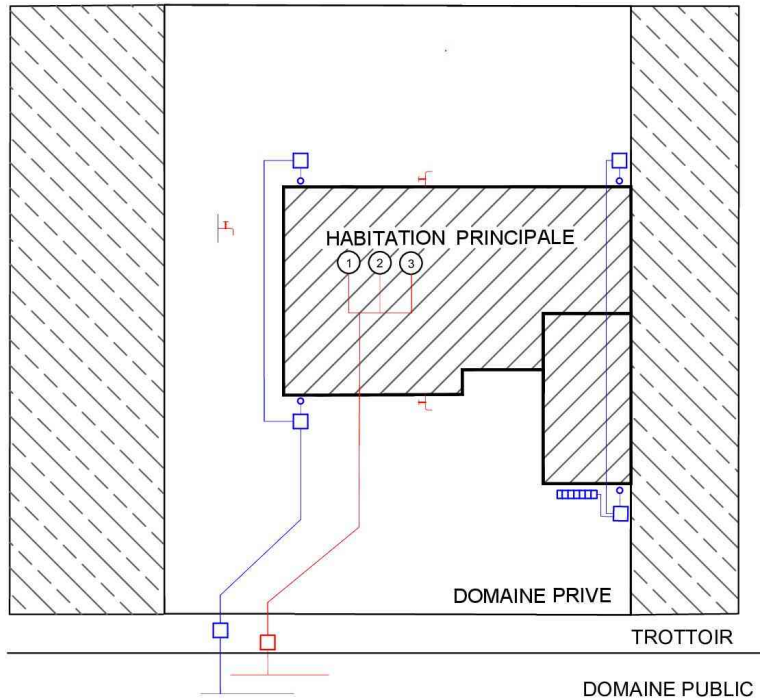 HABITATION PRINCIPALE
1 2 3
DOMAINE PRIVE
TROTTOIR
DOMAINE PUBLIC